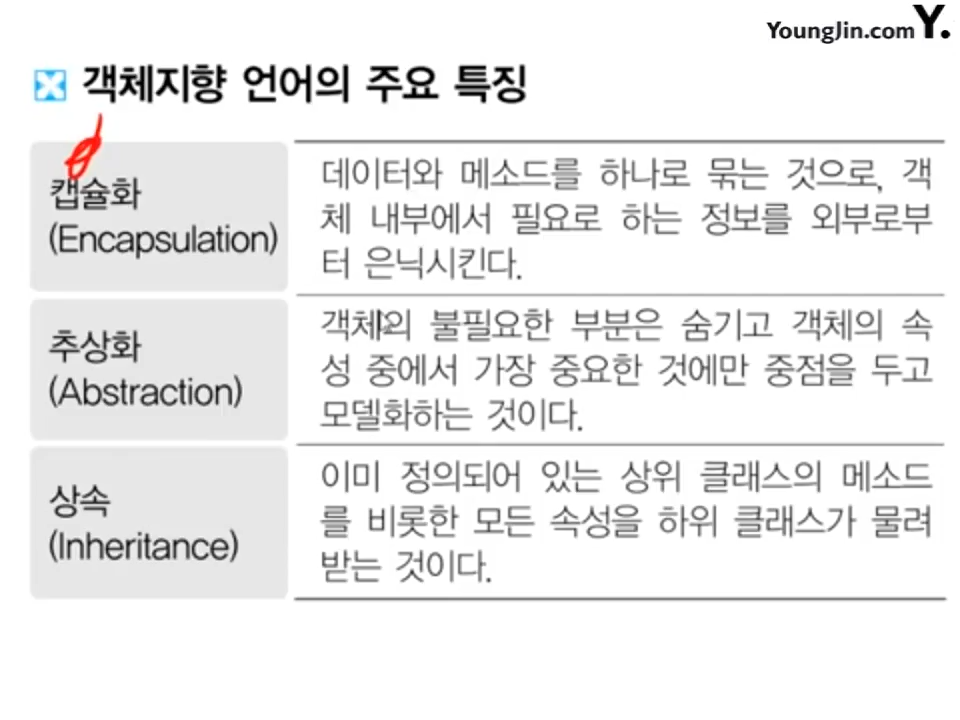 YoungJin.com Y.
객체지향 언어의 주요 특징
캡슐화
(Encapsulation)
데이터와 메소드를 하나로 묶는 것으로, 객
체 내부에서 필요로 하는 정보를 외부로부
터 은닉시킨다.
추상화
(Abstraction)
객체의 불필요한 부분은 숨기고 객체의 속
성 중에서 가장 중요한 것에만 중점을 두고
모델화하는 것이다.
상속
(Inheritance)
이미 정의되어 있는 상위 클래스의 메소드
를 비롯한 모든 속성을 하위 클래스가 물려
받는 것이다.